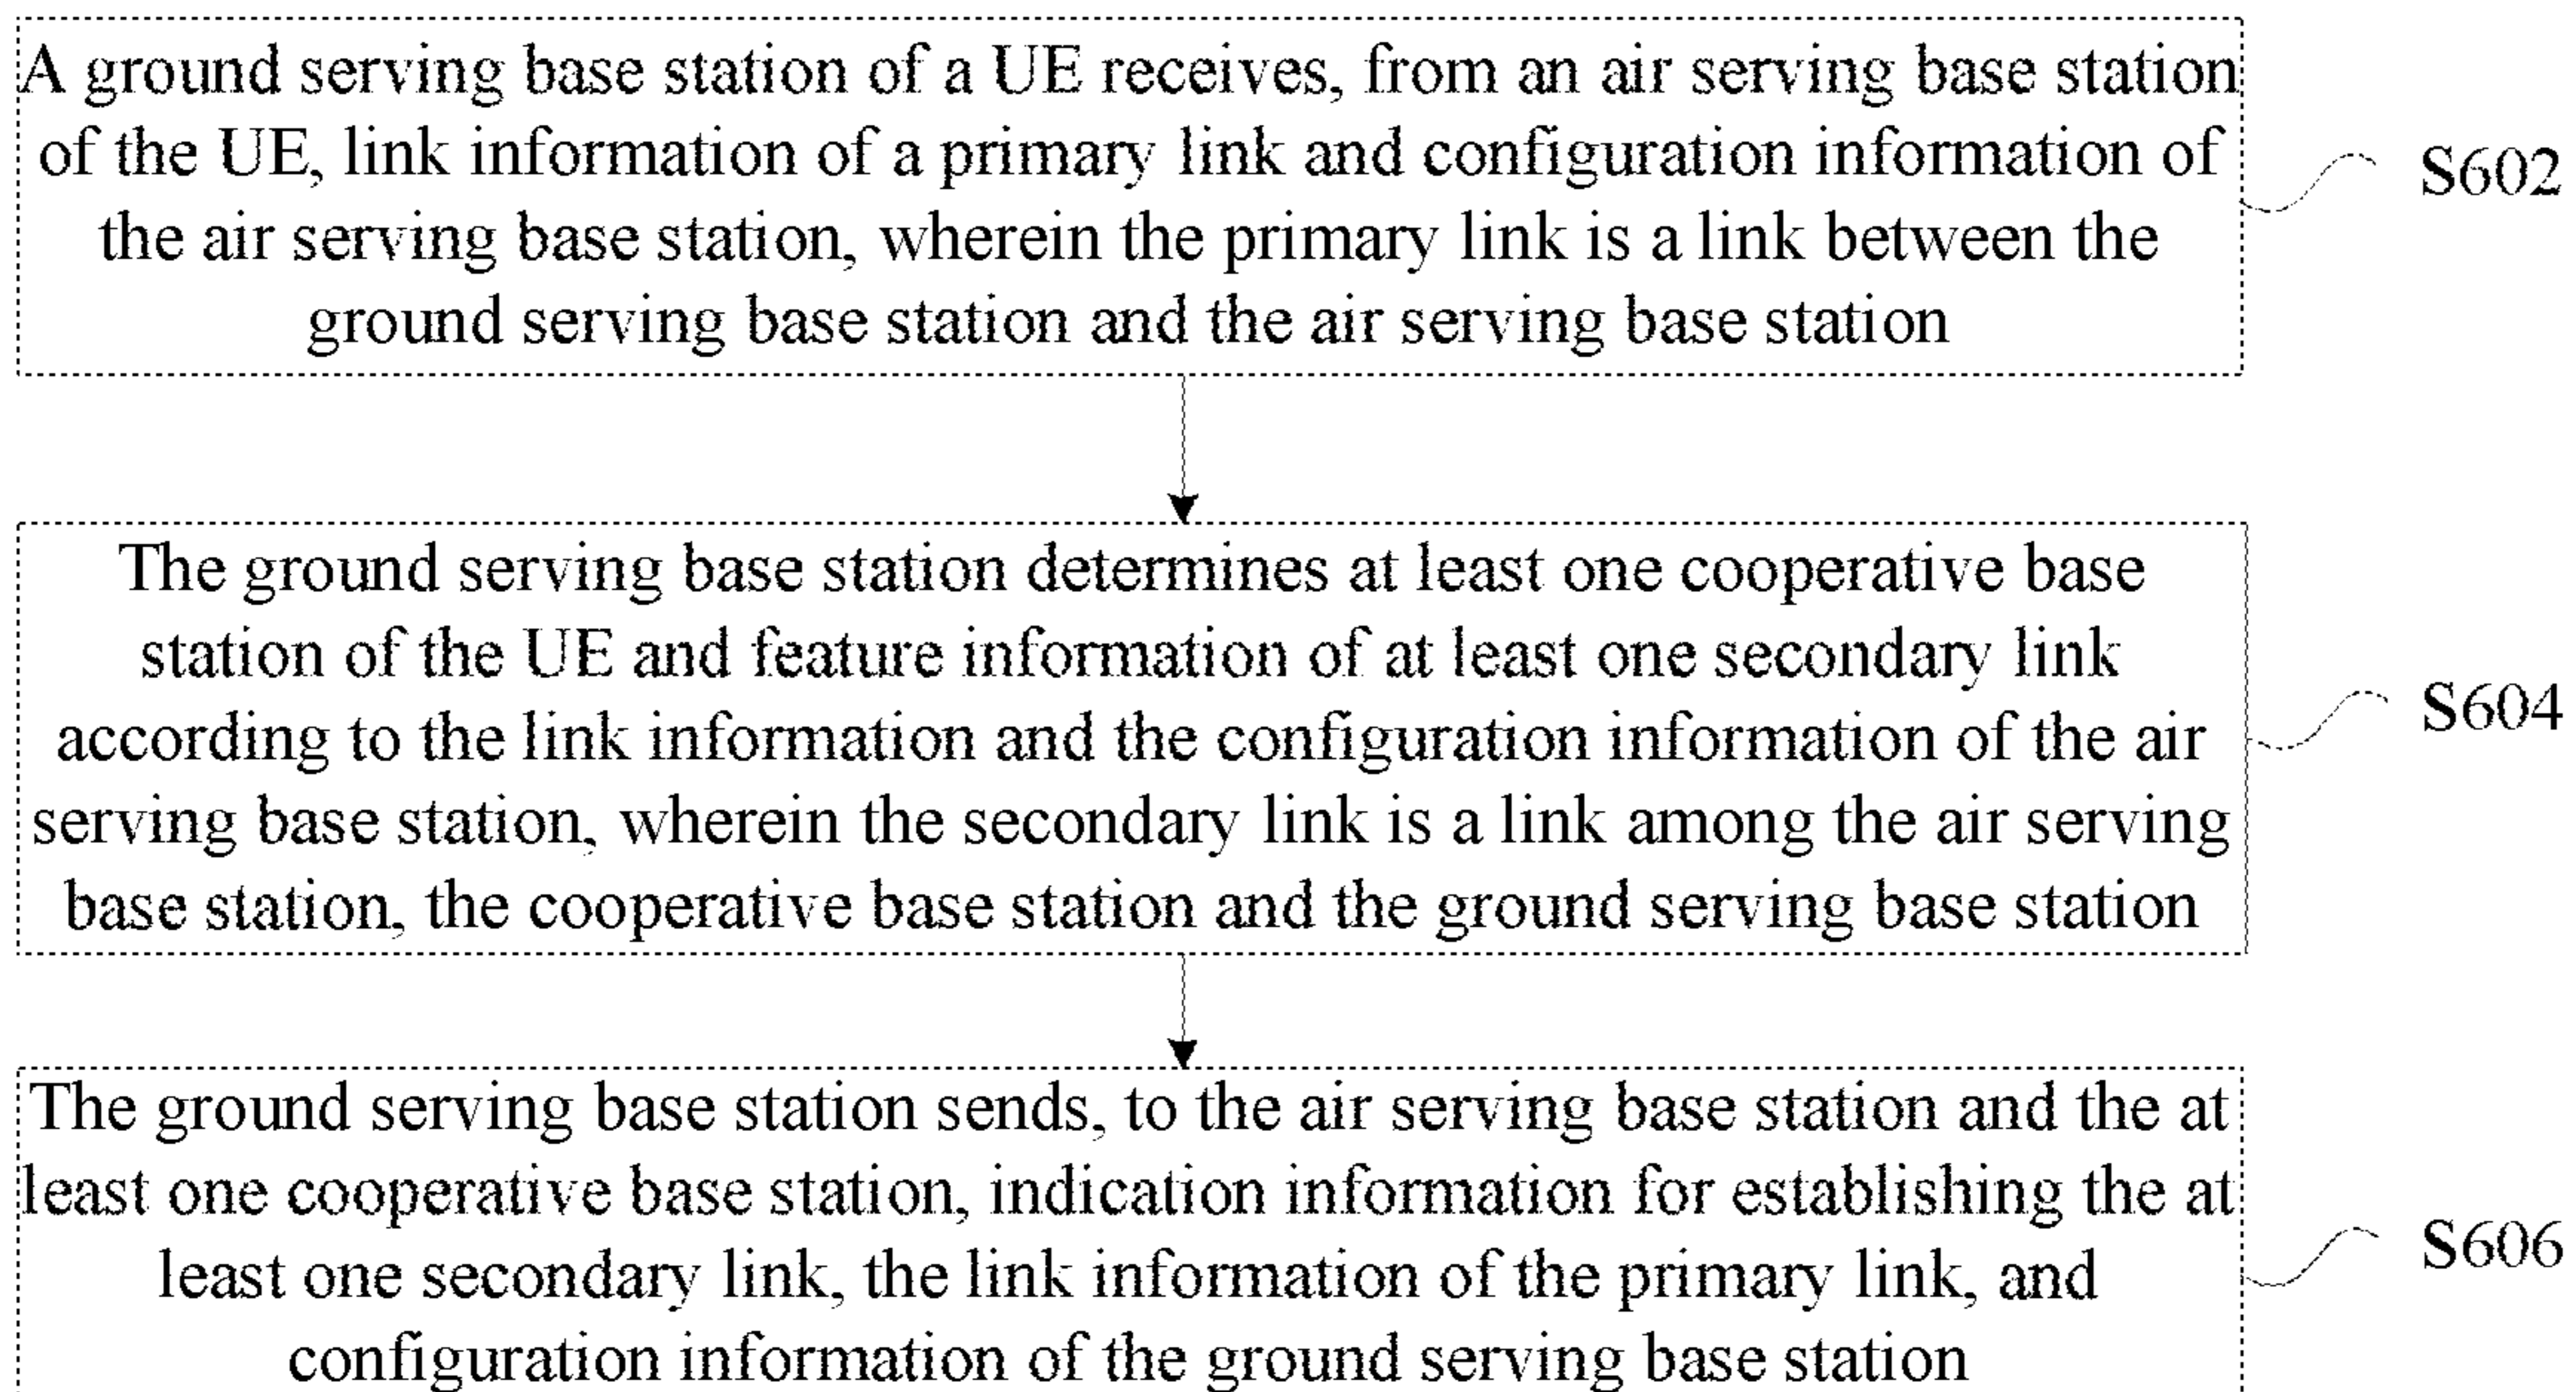 A ground serving base station of a UE receives, from an air serving base station
of the UE, link information of a primary link and configuration information of
the air serving base station, wherein the primary link is a link between the
ground serving base station and the air serving base station
S602
The ground serving base station determines at least one cooperative base
station of the UE and feature information of at least one secondary link
according to the link information and the configuration information of the air
serving base station, wherein the secondary link is a link among the air serving
base station, the cooperative base station and the ground serving base station
S604
The ground serving base station sends, to the air serving base station and the at
least one cooperative base station, indication information for establishing the at
least one secondary link, the link information of the primary link, and
configuration information of the ground serving base station
S606